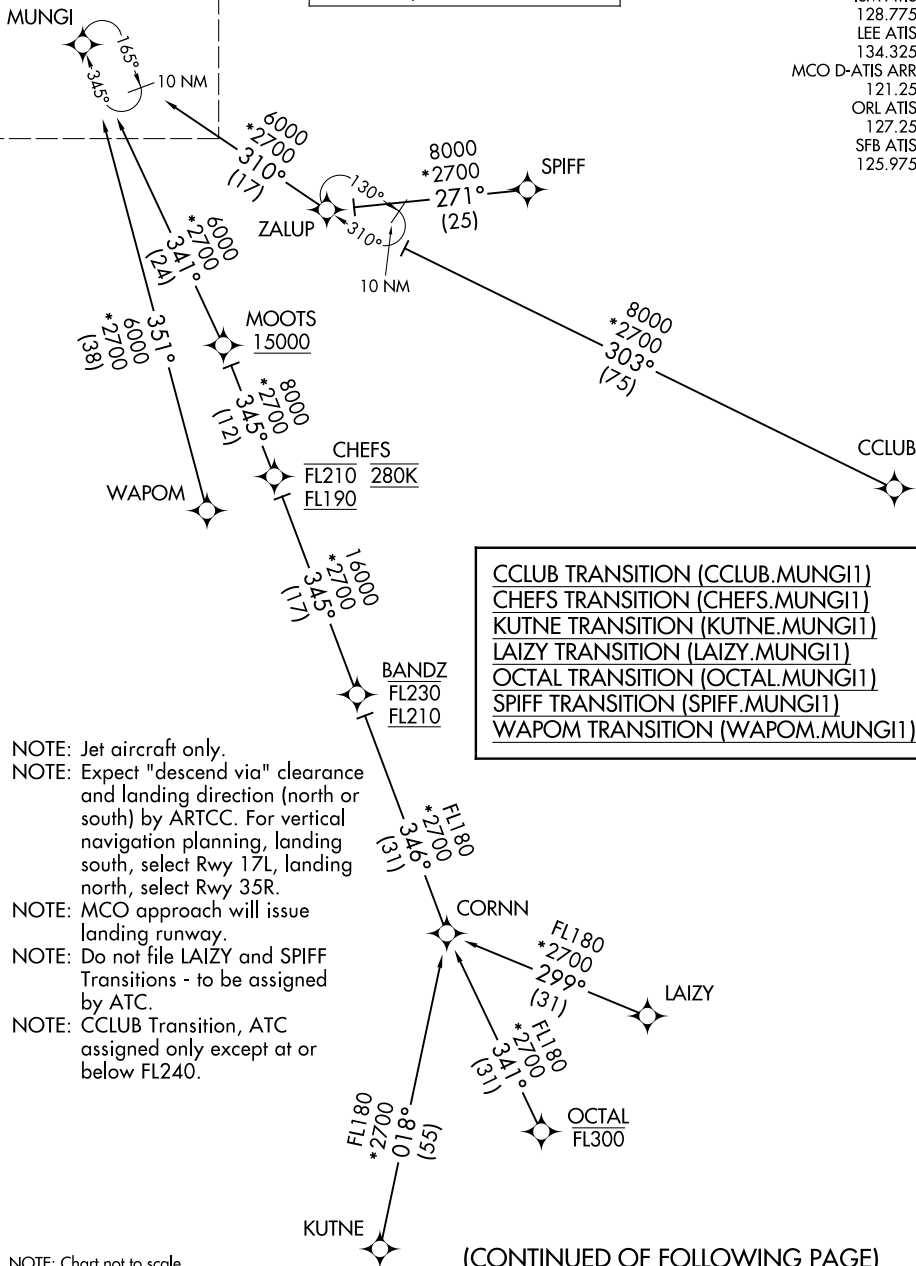 MUNGI
165°
345°
10 NM
ISM ATIS
128.775
LEE ATIS
134.325
MCO D-ATIS ARR
121.25
ORL ATIS
127.25
SFB ATIS
125.975
6000
*2700
310°
(17)
8000
*2700
271°
(25)
SPIFF
ZALUP
130°
310°
10 NM
6000
*2700
341°
(24)
6000
*2700
351°
(38)
MOOTS
15000
8000
*2700
303°
(75)
8000
*2700
345°
(12)
CHEFS
FL210 280K
FL190
CCLUB
WAPOM
16000
*2700
345°
(17)
CCLUB TRANSITION (CCLUB.MUNGI1)
CHEFS TRANSITION (CHEFS.MUNGI1)
KUTNE TRANSITION (KUTNE.MUNGI1)
LAIZY TRANSITION (LAIZY.MUNGI1)
OCTAL TRANSITION (OCTAL.MUNGI1)
SPIFF TRANSITION (SPIFF.MUNGI1)
WAPOM TRANSITION (WAPOM.MUNGI1)
BANDZ
FL230
FL210
NOTE: Jet aircraft only.
NOTE: Expect "descend via" clearance
and landing direction (north or
south) by ARTCC. For vertical
navigation planning, landing
south, select Rwy 17L, landing
north, select Rwy 35R.
NOTE: MCO approach will issue
landing runway.
NOTE: Do not file LAIZY and SPIFF
Transitions - to be assigned
by ATC.
NOTE: CCLUB Transition, ATC
assigned only except at or
below FL240.
FL180
*2700
346°
(31)
CORNN
FL180
*2700
299°
(31)
LAIZY
FL180
*2700
341°
(31)
OCTAL
FL300
FL180
*2700
018°
(55)
KUTNE
NOTE: Chart not to scale
(CONTINUED OF FOLLOWING PAGE)